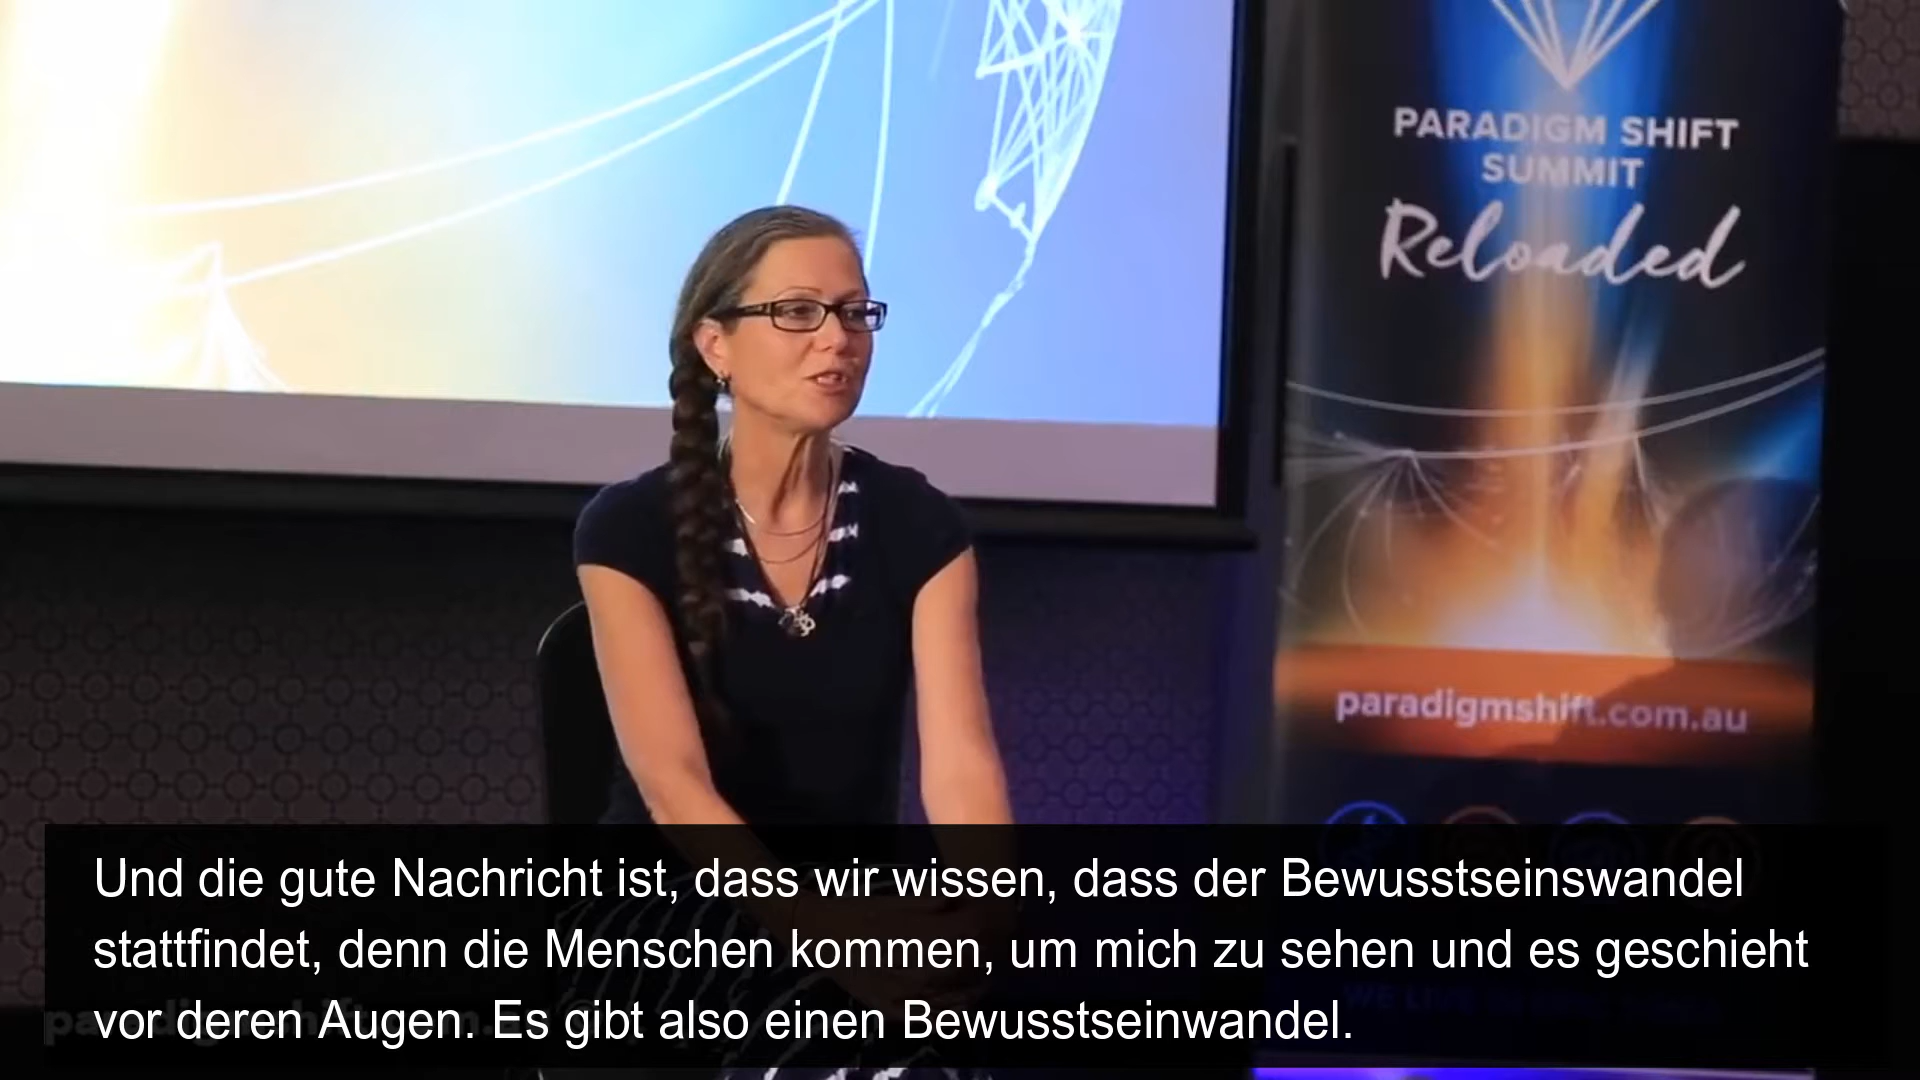 PARADIGM SHIFT
SUMMIT
Reloaded
paradigmshift.com.au
Und die gute Nachricht ist, dass wir wissen, dass der Bewusstseinswandel
stattfindet, denn die Menschen kommen, um mich zu sehen und es geschieht
vor deren Augen. Es gibt also einen Bewusstseinwandel.